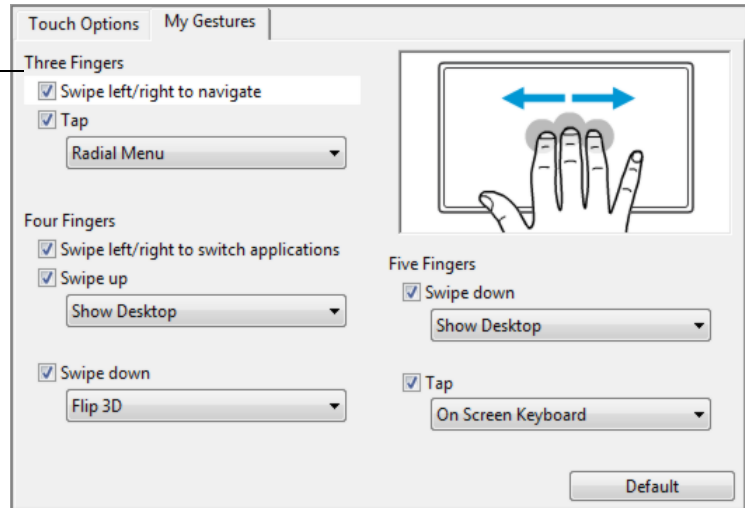 Touch Options
My Gestures
Three Fingers
Swipe left/right to navigate
Tap
Radial Menu
Four Fingers
Swipe left/right to switch applications
Swipe up
Show Desktop
Swipe down
Flip 3D
Five Fingers
Swipe down
Show Desktop
Tap
On Screen Keyboard
Default